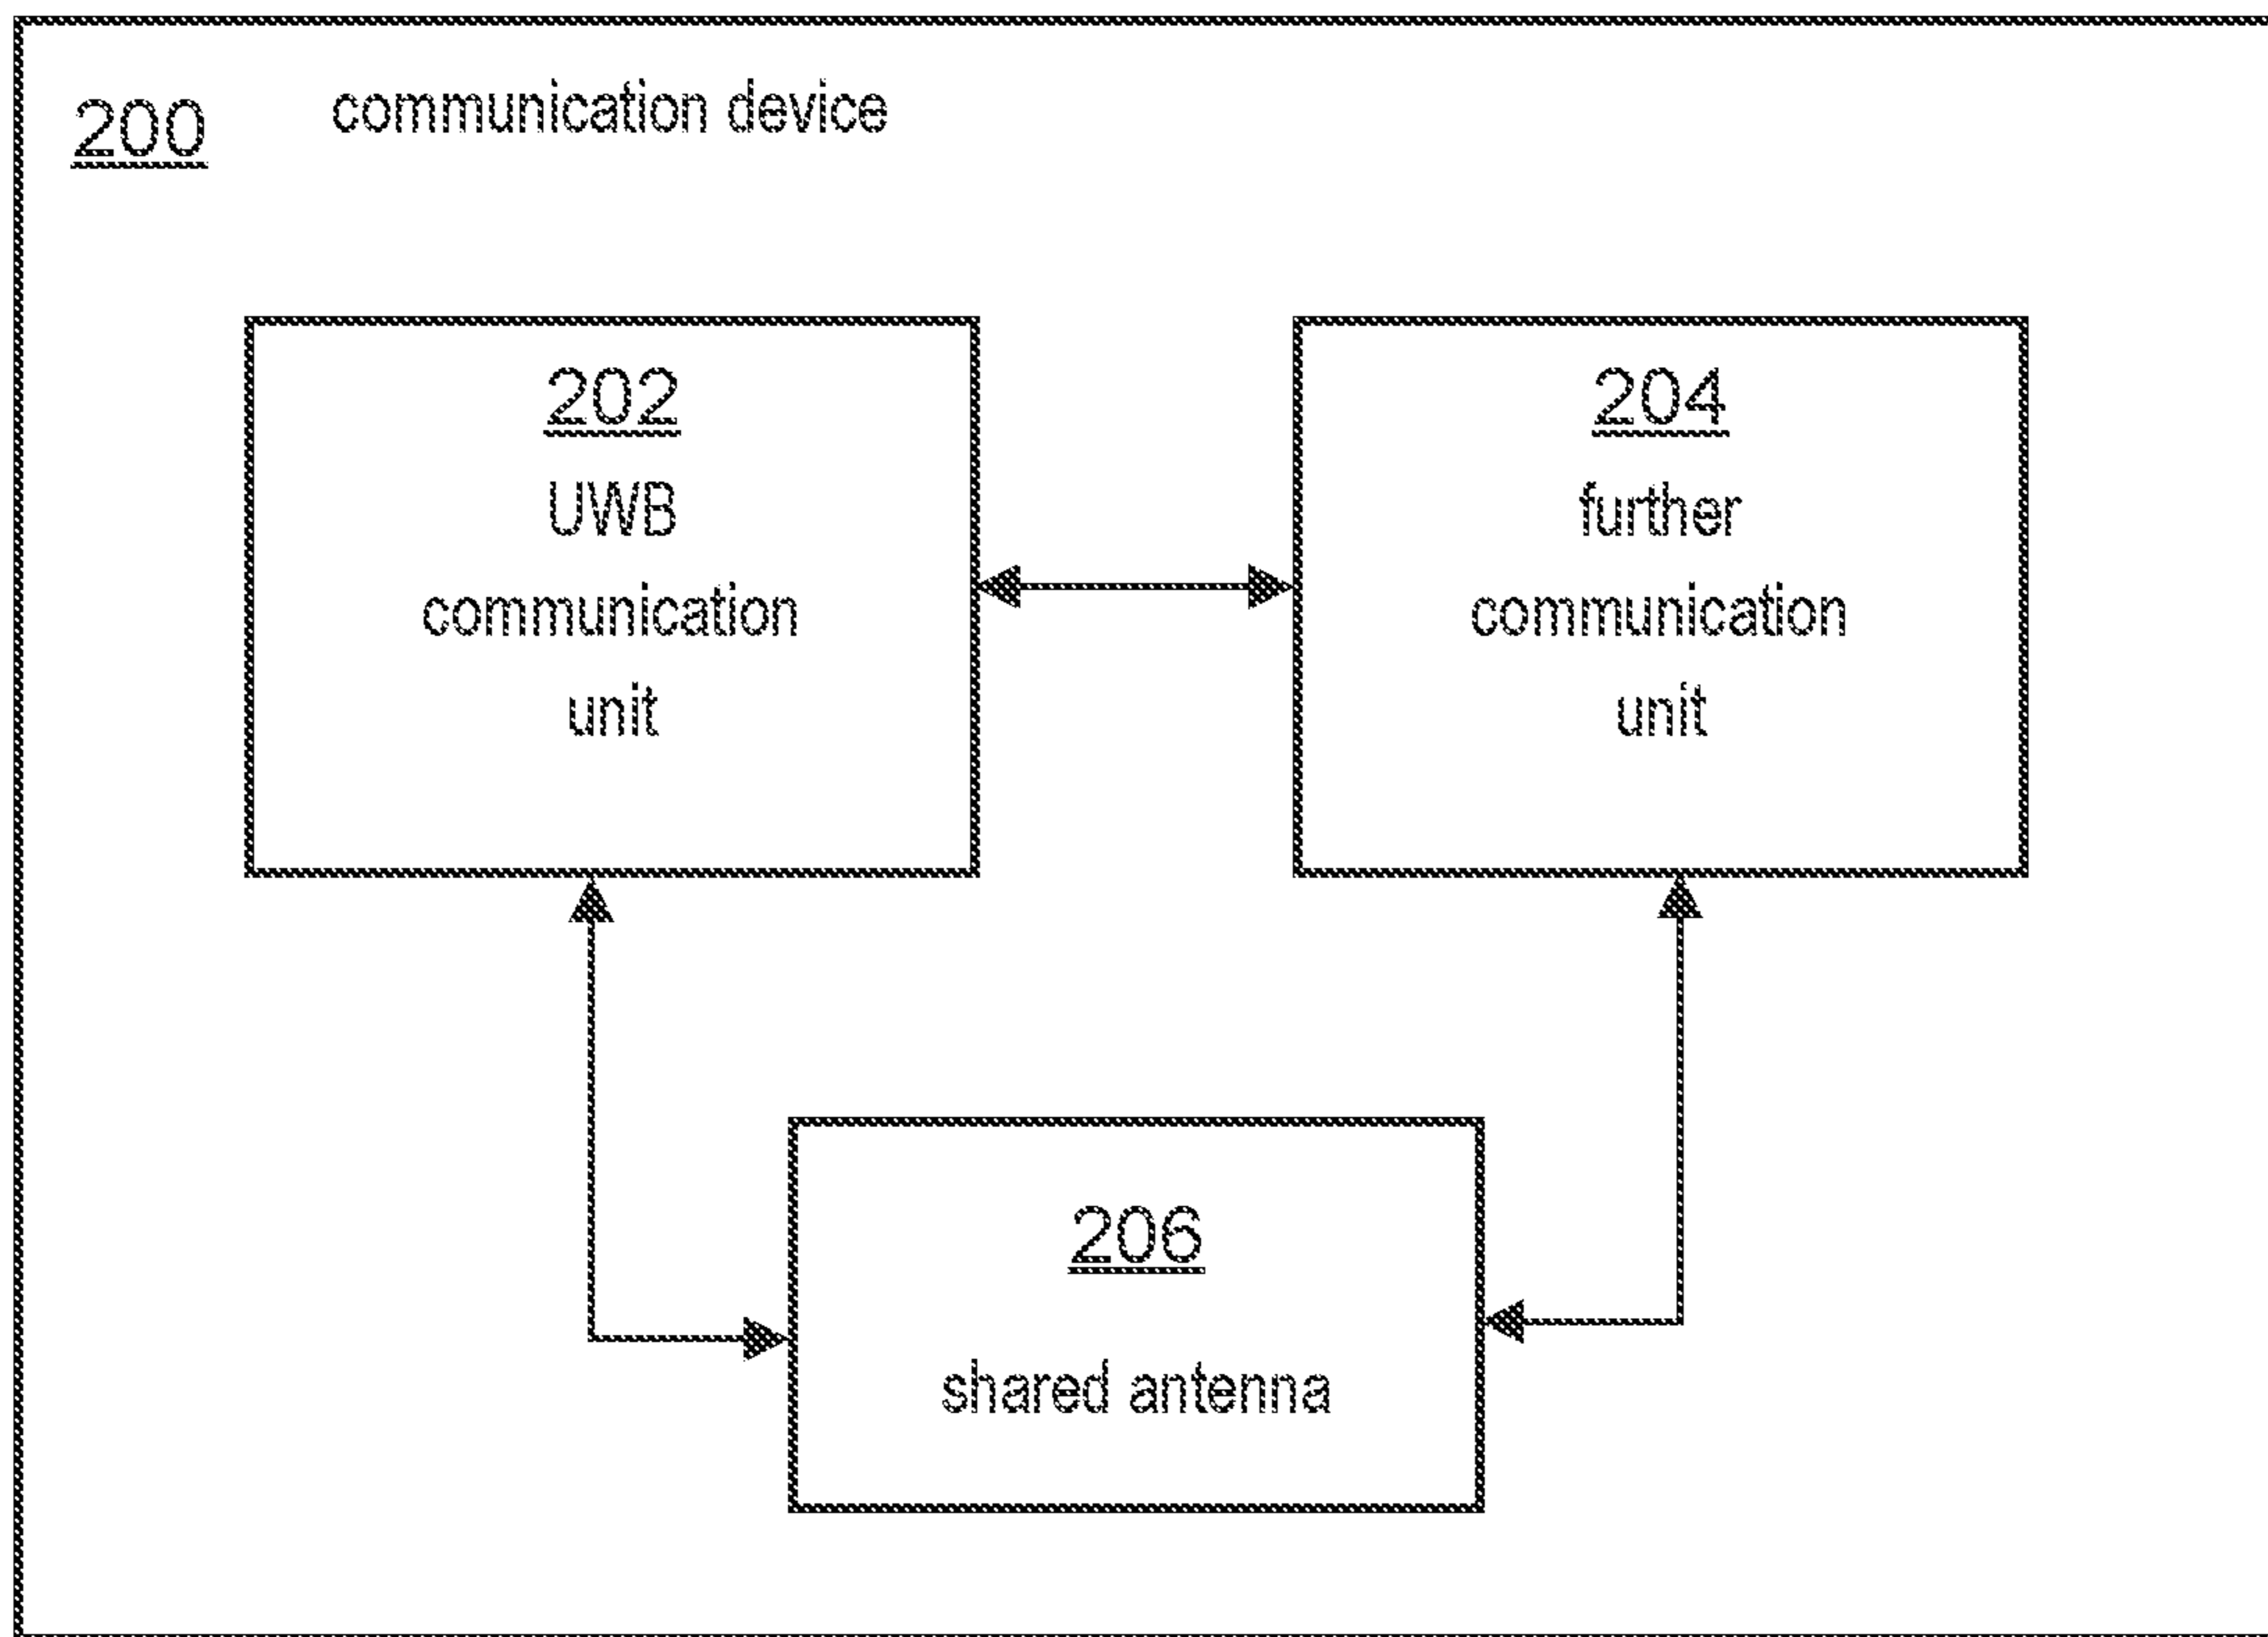 200 communication device
202
UWB
communication
unit
204
further
communication
unit
206
shared antenna